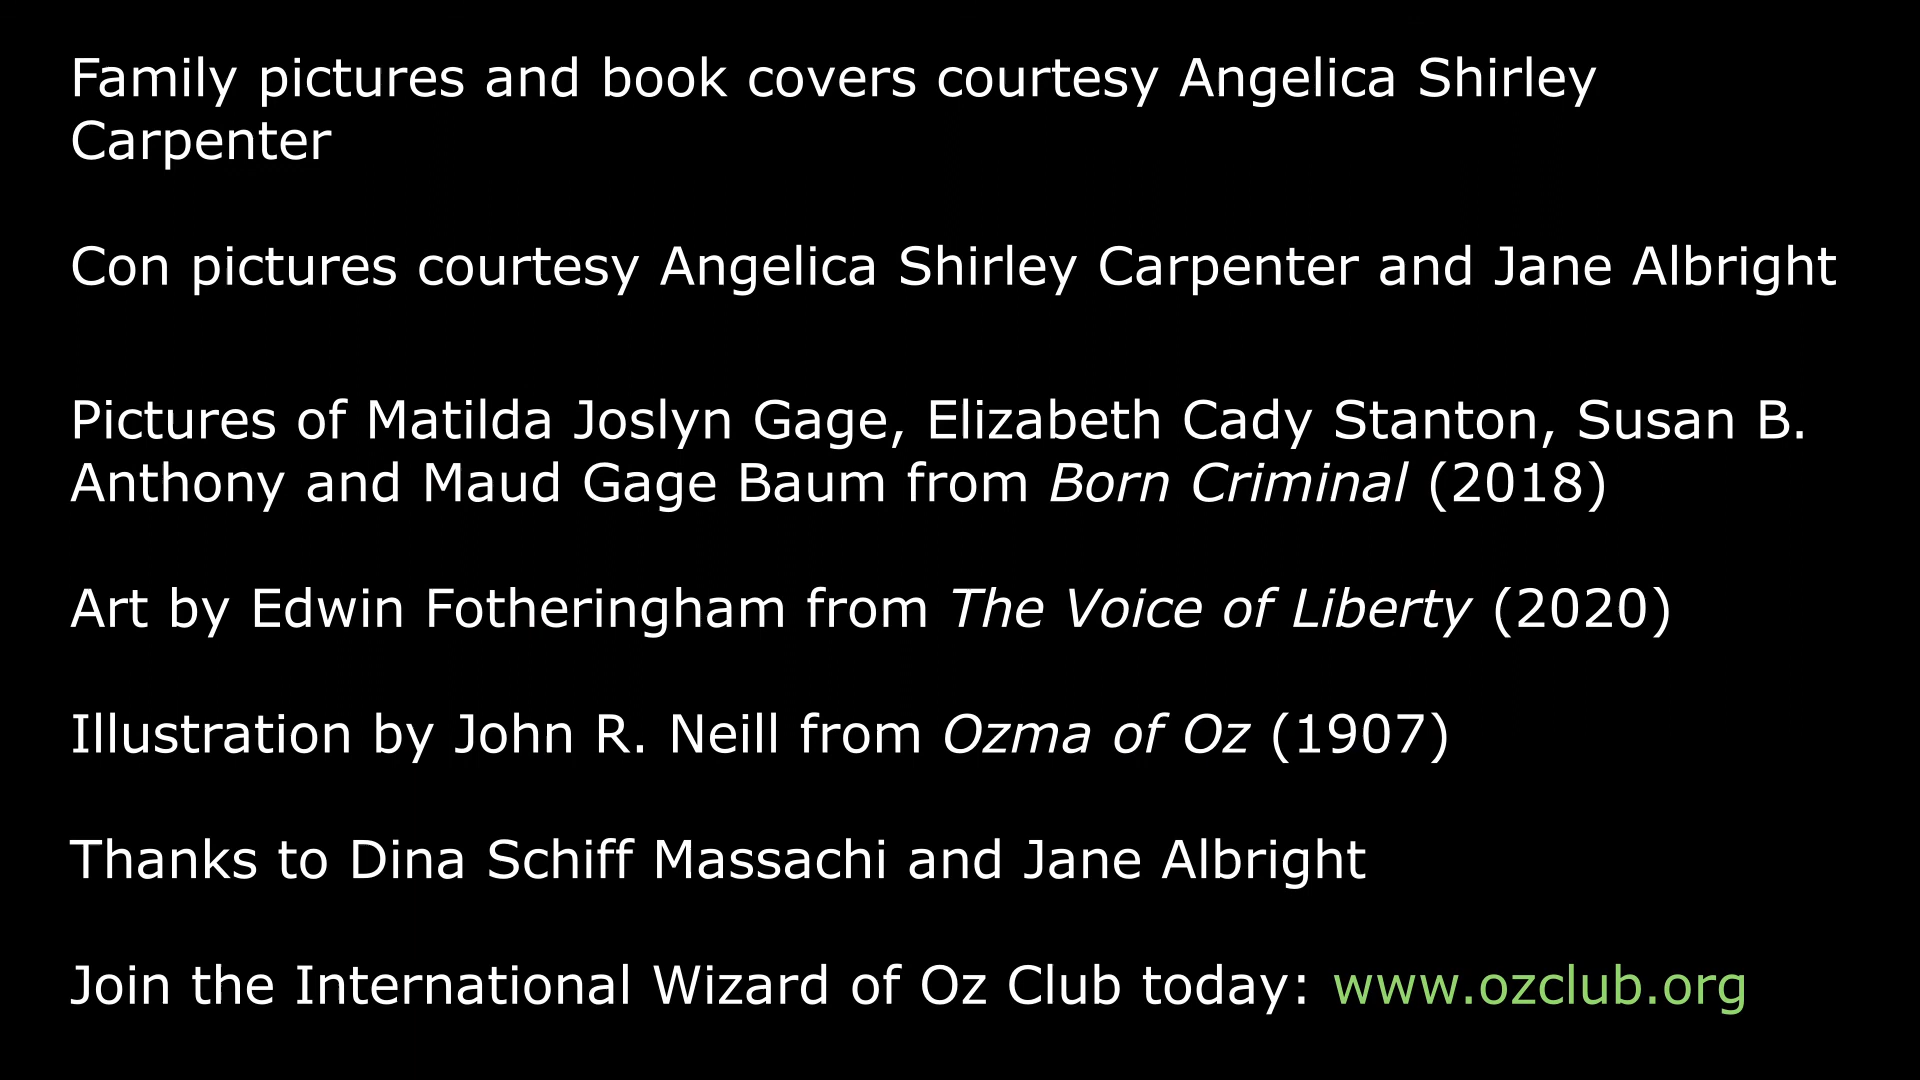 Family pictures and book covers courtesy Angelica Shirley
Carpenter
Con pictures courtesy Angelica Shirley Carpenter and Jane Albright
Pictures of Matilda Joslyn Gage, Elizabeth Cady Stanton, Susan B.
Anthony and Maud Gage Baum from Born Criminal (2018)
Art by Edwin Fotheringham from The Voice of Liberty (2020)
Illustration by John R. Neill from Ozma of Oz (1907)
Thanks to Dina Schiff Massachi and Jane Albright
Join the International Wizard of Oz Club today: www.ozclub.org